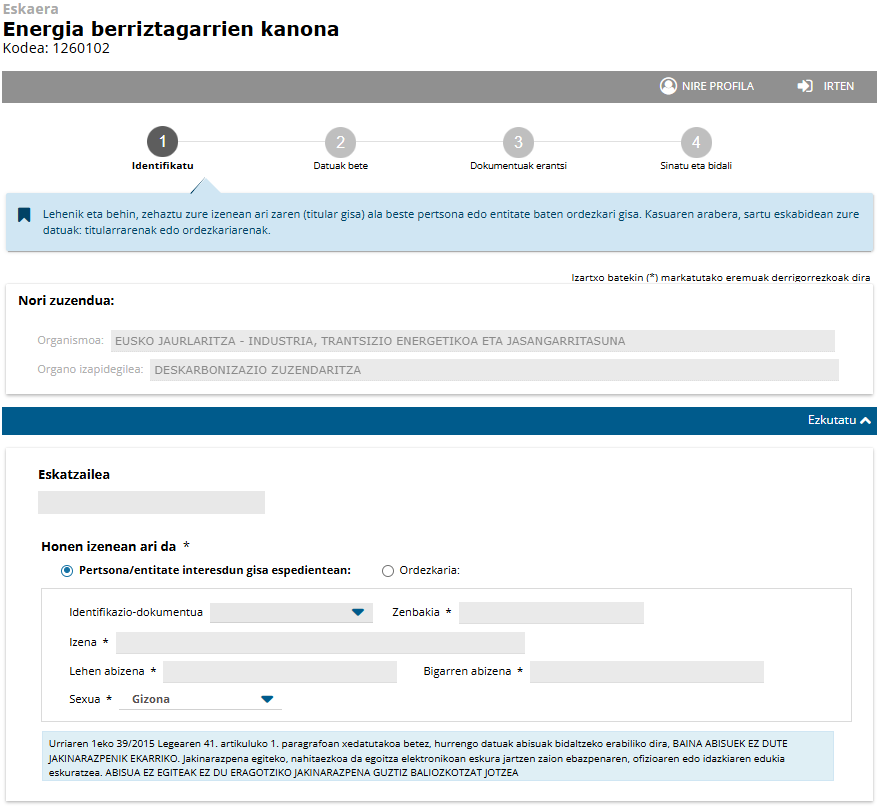 Eskaera
Energia berriztagarrien kanona
Kodea: 1260102
NIRE PROFILA IRTEN
1 2 3 4
Identifikatu Datuak bete Dokumentuak erantsi Sinatu eta bidali
Lehenik eta behin, zehaztu zure izenean ari zaren (titular gisa) ala beste pertsona edo entitate baten ordezkari gisa. Kasuaren arabera, sartu eskabidean zure
datuak: titularrarenak edo ordezkariarenak.
Izartxo batekin (*) markatutako eremuak derrigorrezkoak dira
Nori zuzendua:
Organismoa: EUSKO JAURLARITZA - INDUSTRIA, TRANTSIZIO ENERGETIKOA ETA JASANGARRITASUNA
Organo izapidegilea: DESKARBONIZAZIO ZUZENDARITZA
Ezkutatu
Eskatzailea
Honen izenean ari da *
Pertsona/entitate interesdun gisa espedientean: Ordezkaria:
Identifikazio-dokumentua Zenbakia *
Izena *
Lehen abizena * Bigarren abizena *
Sexua * Gizona
Urriaren 1eko 39/2015 Legearen 41. artikuluko 1. paragrafoan xedatutakoa betez, hurrengo datuak abisuak bidaltzeko erabiliko dira, BAINA ABISUEK EZ DUTE
JAKINARAZPENIK EKARRIKO. Jakinarazpena egiteko, nahitaezkoa da egoitza elektronikoan eskura jartzen zaion ebazpenaren, ofizioaren edo idazkiaren edukia
eskuratzea. ABISUA EZ EGITEAK EZ DU ERAGOTZIKO JAKINARAZPENA GUZTIZ BALIOZKOTZAT JOTZEA